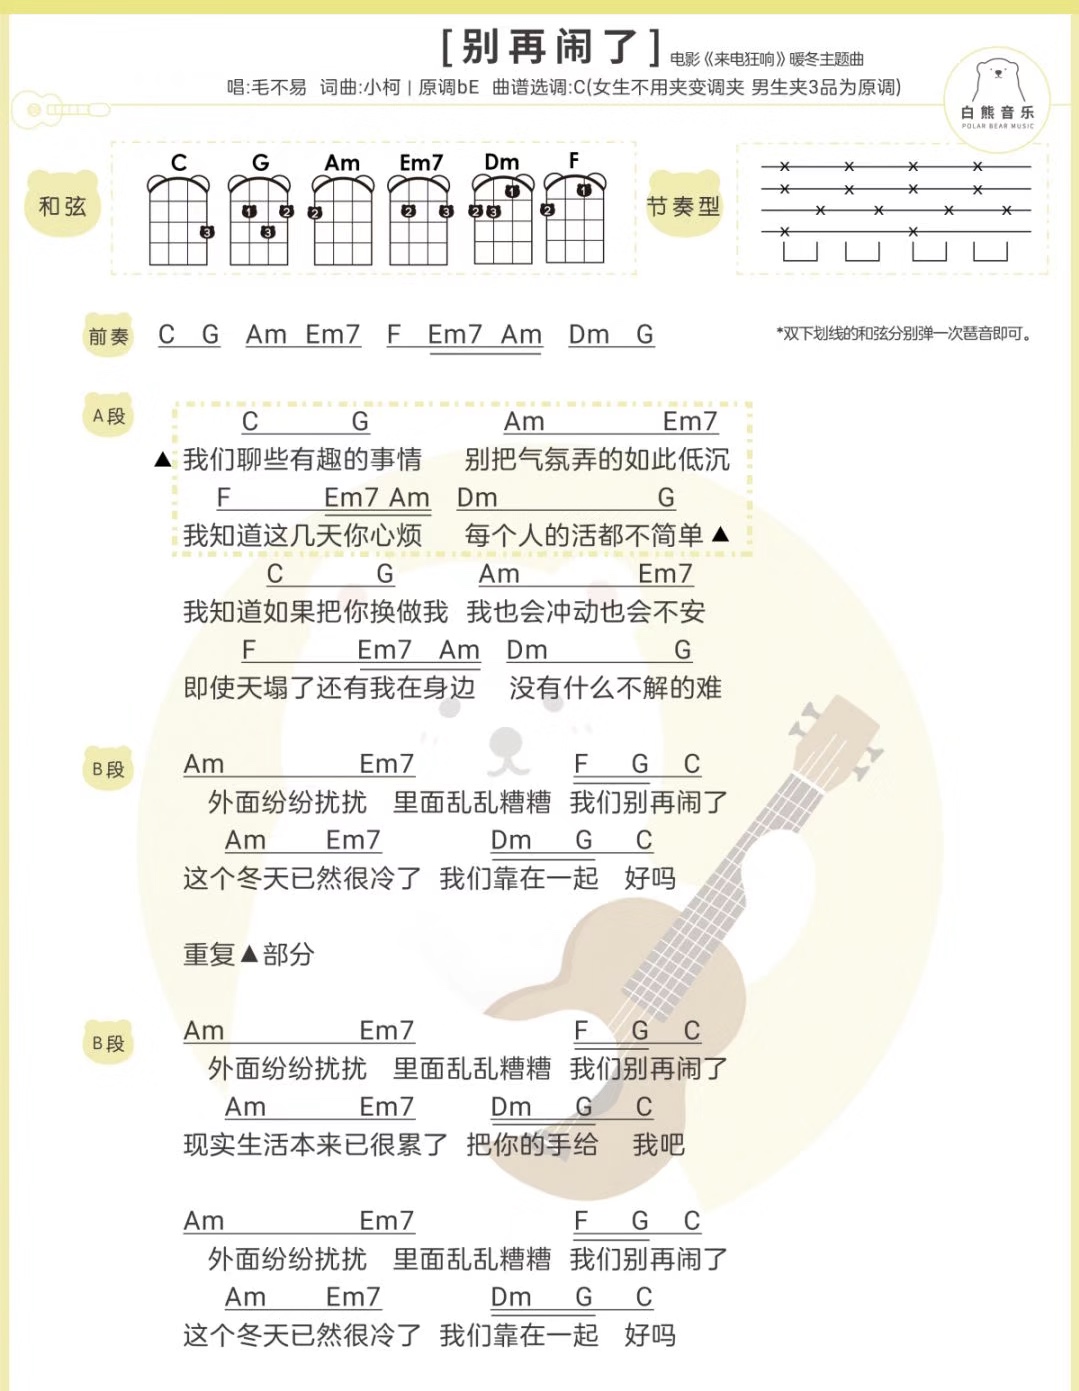 [别再闹了] 电影《来电狂响》暖冬主题曲
唱:毛不易 词曲:小柯 | 原调bE 曲谱选调:C(女生不用夹变调夹 男生夹3品为原调)
白熊音乐
POLAR BEAR MUSIC
和弦
C G Am Em7 Dm F
3
1 2 3
2
2 3
2 3 1
2 1
节奏型
前奏 C G Am Em7 F Em7 Am Dm G
*双下划线的和弦分别弹一次琶音即可。
A段
C G Am Em7
▲ 我们聊些有趣的事情 别把气氛弄的如此低沉
F Em7 Am Dm G
我知道这几天你心烦 每个人的活都不简单 ▲
C G Am Em7
我知道如果把你换做我 我也会冲动也会不安
F Em7 Am Dm G
即使天塌了还有我在身边 没有什么不解的难
B段
Am Em7 F G C
外面纷纷扰扰 里面乱乱糟糟 我们别再闹了
Am Em7 Dm G C
这个冬天已然很冷了 我们靠在一起 好吗
重复▲部分
B段
Am Em7 F G C
外面纷纷扰扰 里面乱乱糟糟 我们别再闹了
Am Em7 Dm G C
现实生活本来已很累了 把你的手给 我吧
Am Em7 F G C
外面纷纷扰扰 里面乱乱糟糟 我们别再闹了
Am Em7 Dm G C
这个冬天已然很冷了 我们靠在一起 好吗